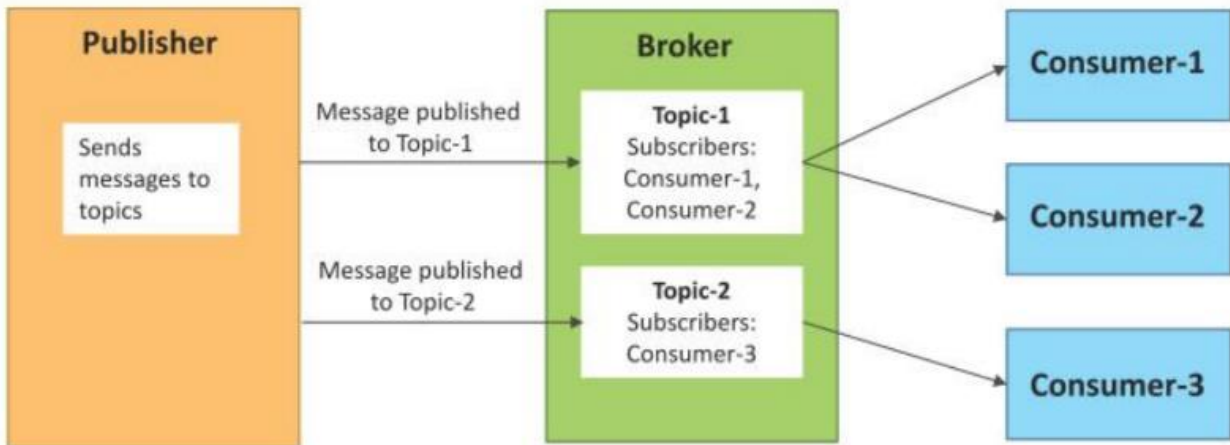 Publisher
Sends
messages to
topics
Message published
to Topic-1
Message published
to Topic-2
Broker
Topic-1
Subscribers:
Consumer-1,
Consumer-2
Topic-2
Subscribers:
Consumer-3
Consumer-1
Consumer-2
Consumer-3